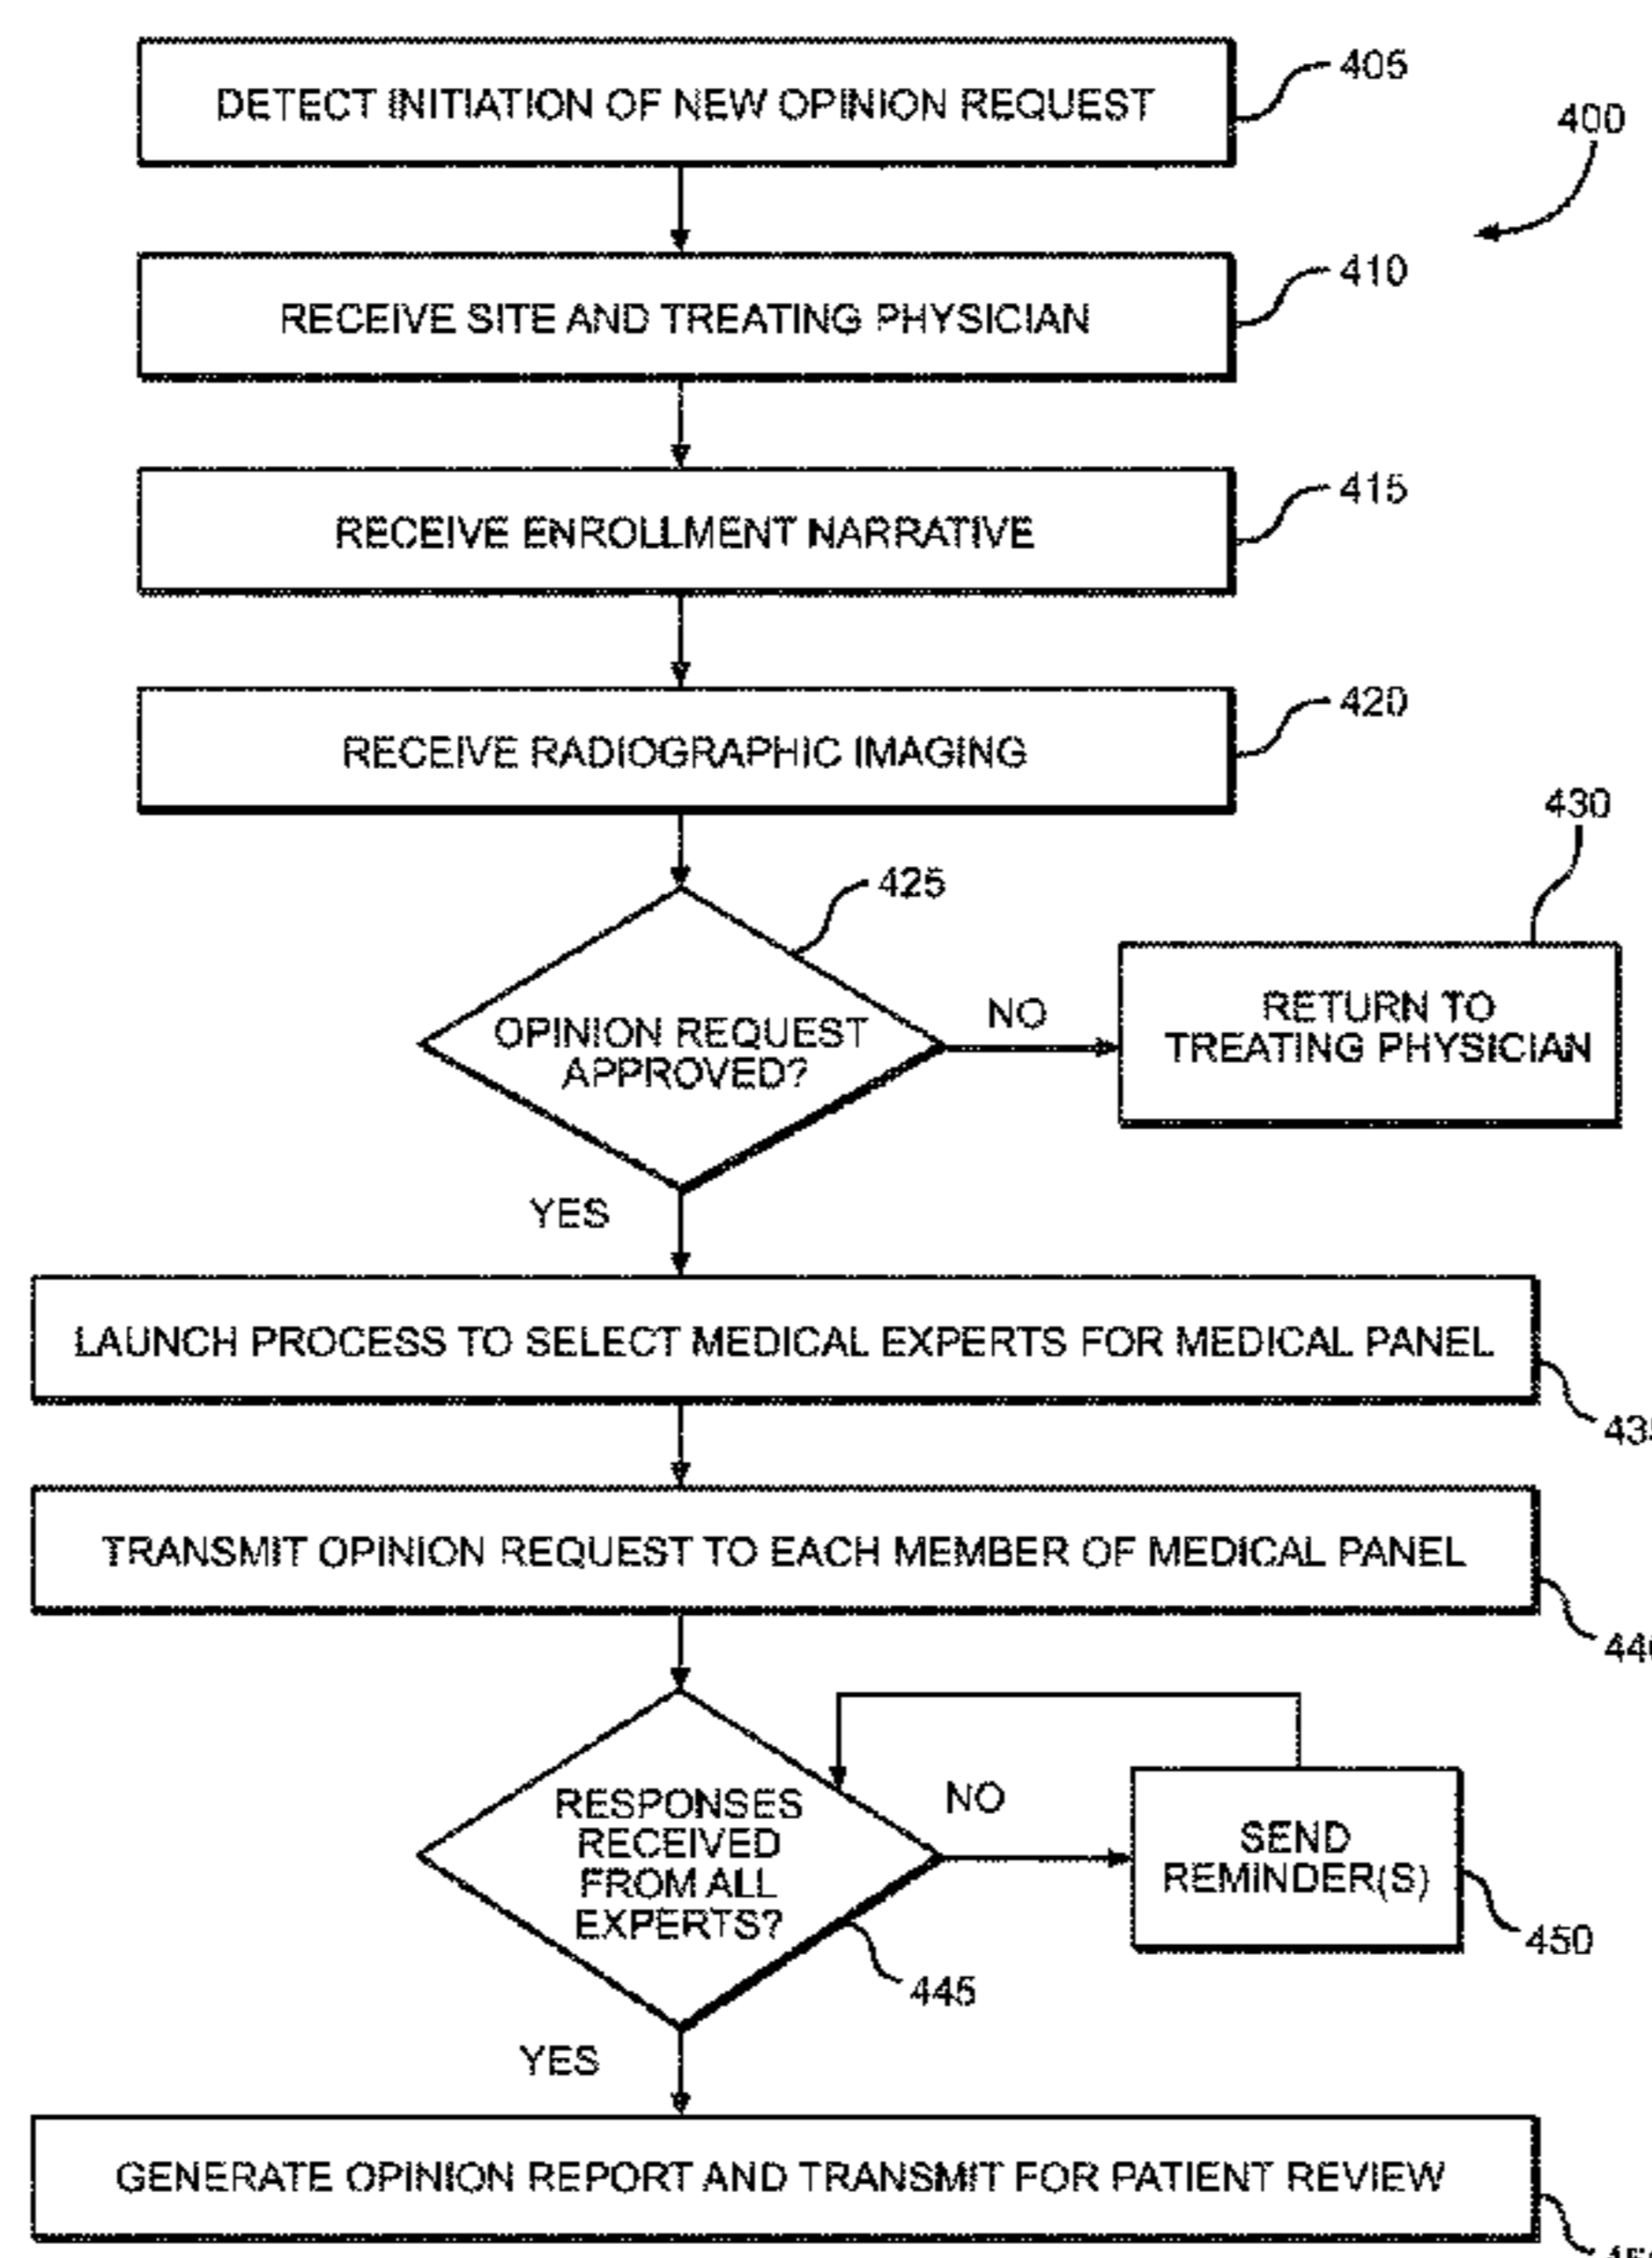 DETECT INITIATION OF NEW OPINION REQUEST
405
400
RECEIVE SITE AND TREATING PHYSICIAN
410
RECEIVE ENROLLMENT NARRATIVE
415
RECEIVE RADIOGRAPHIC IMAGING
420
425
430
OPINION REQUEST
APPROVED?
NO
RETURN TO
TREATING PHYSICIAN
YES
LAUNCH PROCESS TO SELECT MEDICAL EXPERTS FOR MEDICAL PANEL
TRANSMIT OPINION REQUEST TO EACH MEMBER OF MEDICAL PANEL
RESPONSES
RECEIVED
FROM ALL
EXPERTS?
445
NO
SEND
REMINDER(S)
450
YES
GENERATE OPINION REPORT AND TRANSMIT FOR PATIENT REVIEW